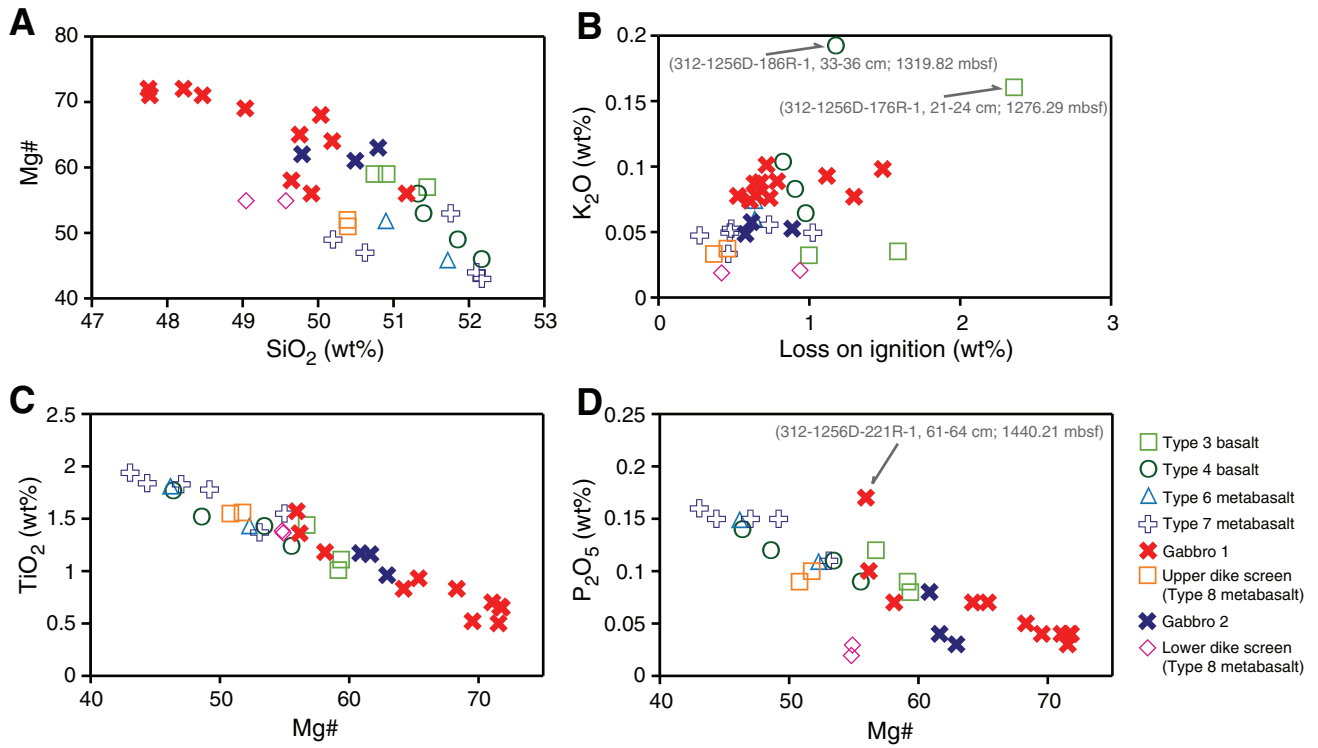 A
80
70
60
50
40
Mg#
47
48
49
50
51
52
53
SiO2 (wt%)
B
0.2
0.15
0.1
0.05
0
K2O (wt%)
(312-1256D-186R-1, 33-36 cm; 1319.82 mbsf)
(312-1256D-176R-1, 21-24 cm; 1276.29 mbsf)
0
1
2
3
Loss on ignition (wt%)
C
2.5
2
1.5
1
0.5
0
TiO2 (wt%)
40
50
60
70
Mg#
D
0.25
0.2
0.15
0.1
0.05
0
P2O5 (wt%)
(312-1256D-221R-1, 61-64 cm; 1440.21 mbsf)
40
50
60
70
Mg#
Type 3 basalt
Type 4 basalt
Type 6 metabasalt
Type 7 metabasalt
Gabbro 1
Upper dike screen
(Type 8 metabasalt)
Gabbro 2
Lower dike screen
(Type 8 metabasalt)